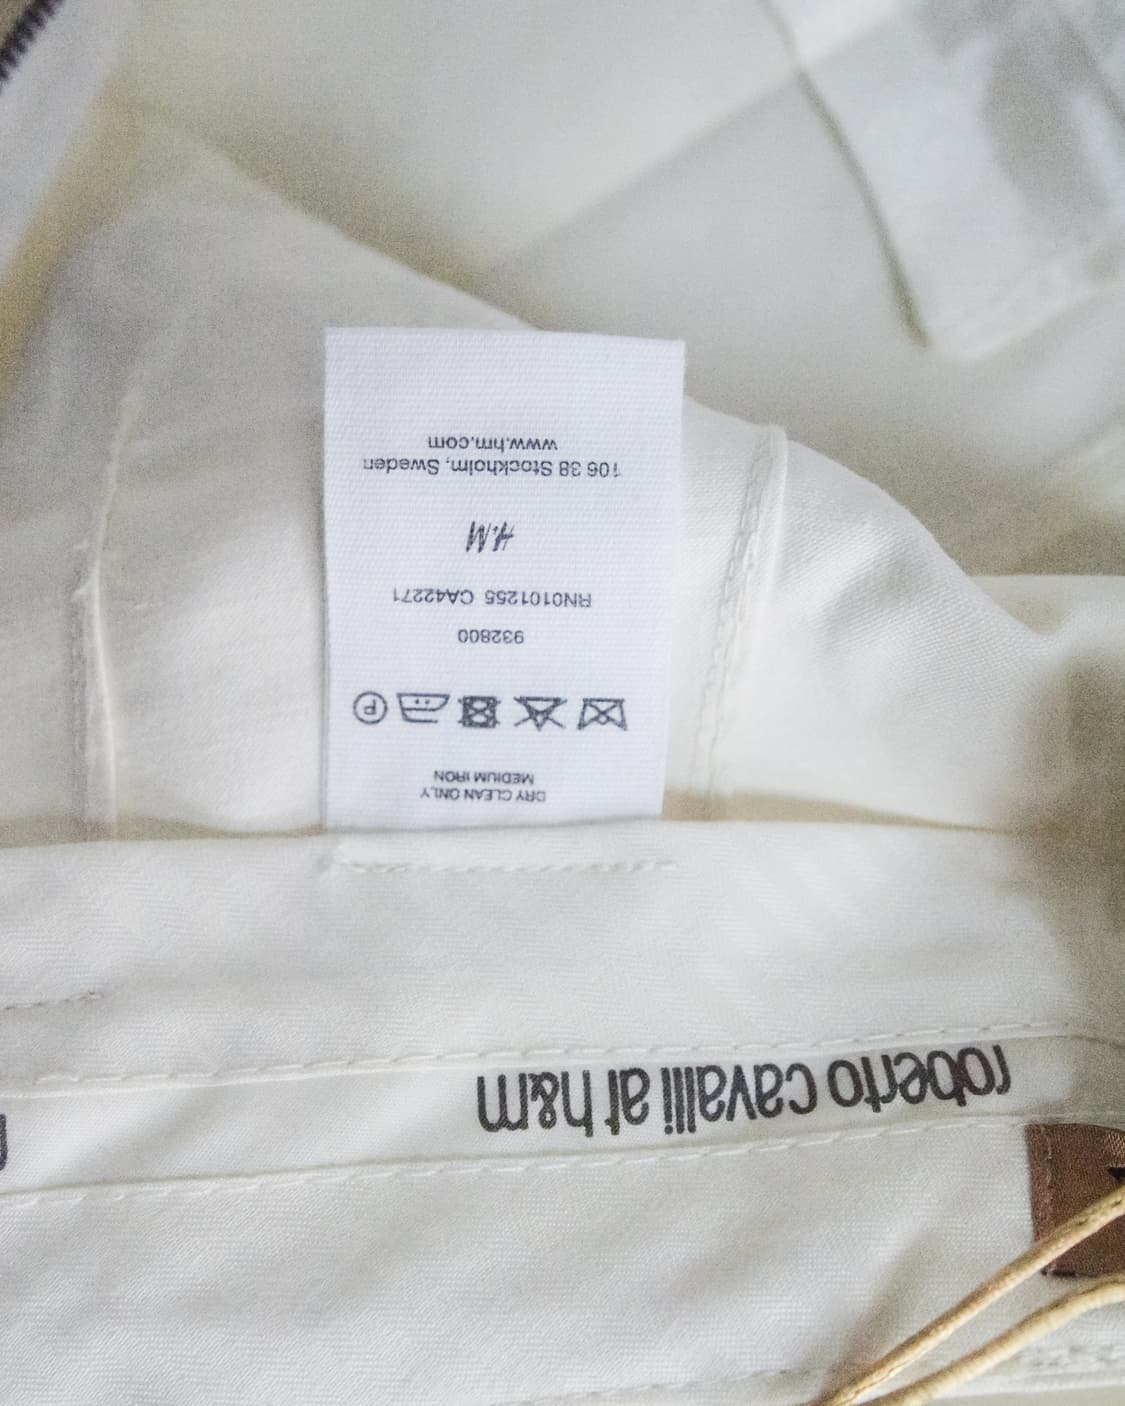 roberto cavalli at h&m
DRY CLEAN ONLY
MEDIUM IRON
P
932800
RN0101255 CA42271
H&M
106 38 Stockholm, Sweden
www.hm.com